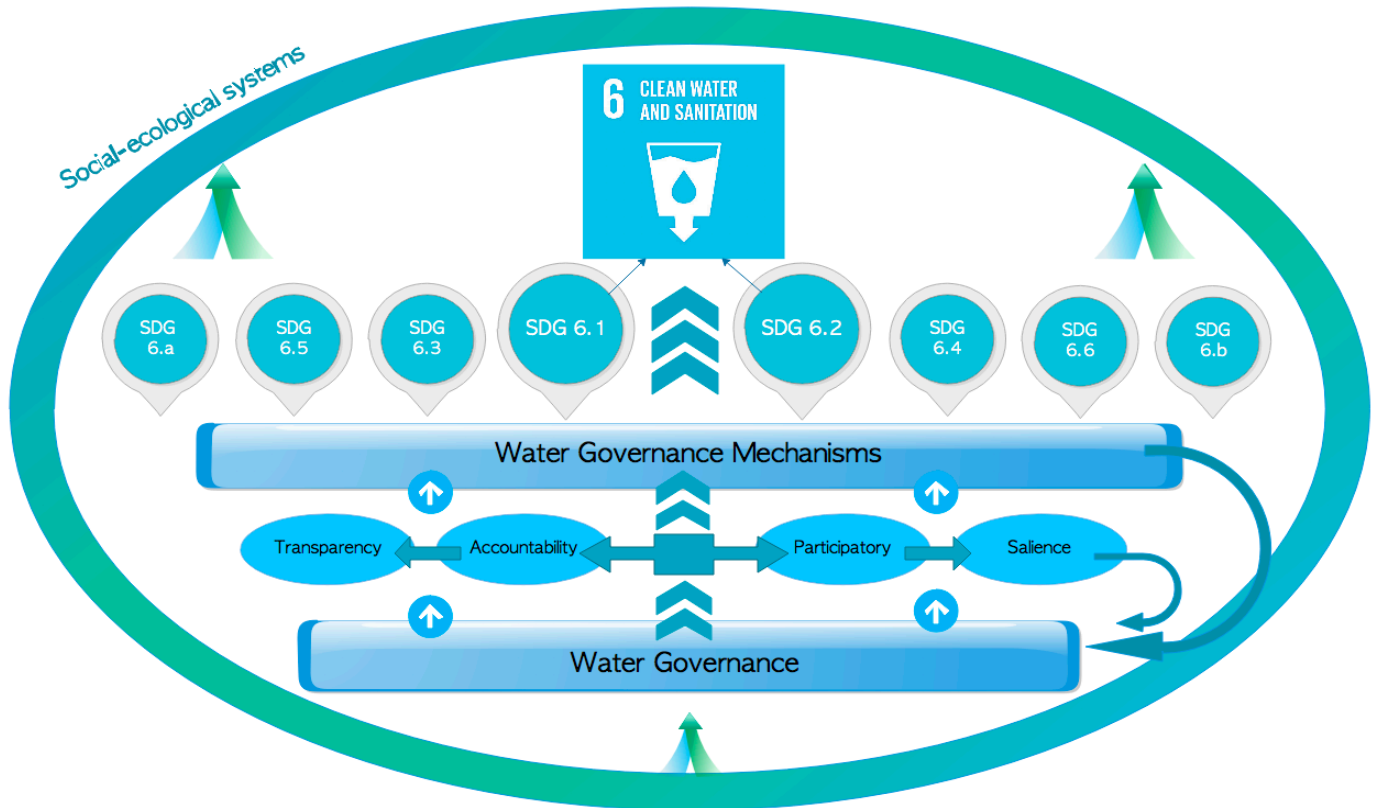 Social-ecological systems
6 CLEAN WATER
AND SANITATION
SDG
6.a
SDG
6.5
SDG
6.3
SDG 6.1
SDG 6.2
SDG
6.4
SDG
6.6
SDG
6.b
Water Governance Mechanisms
Transparency
Accountability
Participatory
Salience
Water Governance